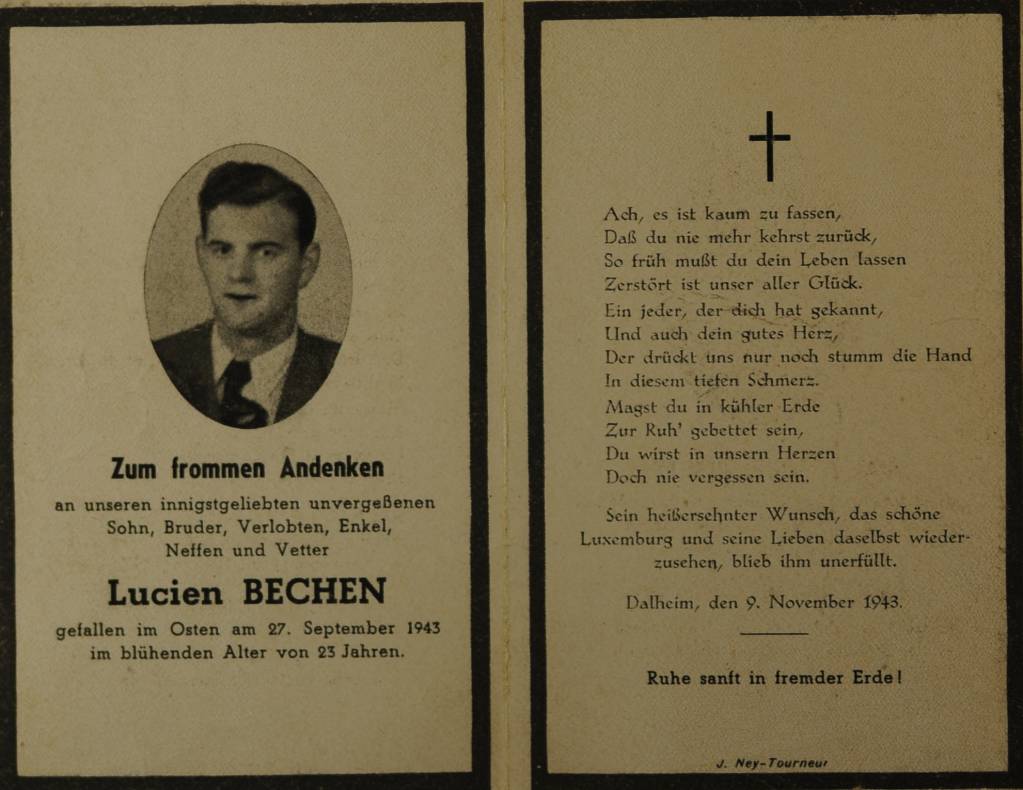 Zum frommen Andenken
an unseren innigstgeliebten unvergeßenen
Sohn, Bruder, Verlobten, Enkel,
Neffen und Vetter
Lucien BECHEN
gefallen im Osten am 27. September 1943
im blühenden Alter von 23 Jahren.
Ach, es ist kaum zu fassen,
Daß du nie mehr kehrst zurück,
So früh mußt du dein Leben lassen
Zerstört ist unser aller Glück.
Ein jeder, der dich hat gekannt,
Und auch dein gutes Herz,
Der drückt uns nur noch stumm die Hand
In diesem tiefen Schmerz.
Magst du in kühler Erde
Zur Ruh' gebettet sein,
Du wirst in unsern Herzen
Doch nie vergessen sein.
Sein heißersehnter Wunsch, das schöne
Luxemburg und seine Lieben daselbst wieder-
zusehen, blieb ihm unerfüllt.
Dalheim, den 9. November 1943.
Ruhe sanft in fremder Erde!
J. Ney-Tourneur